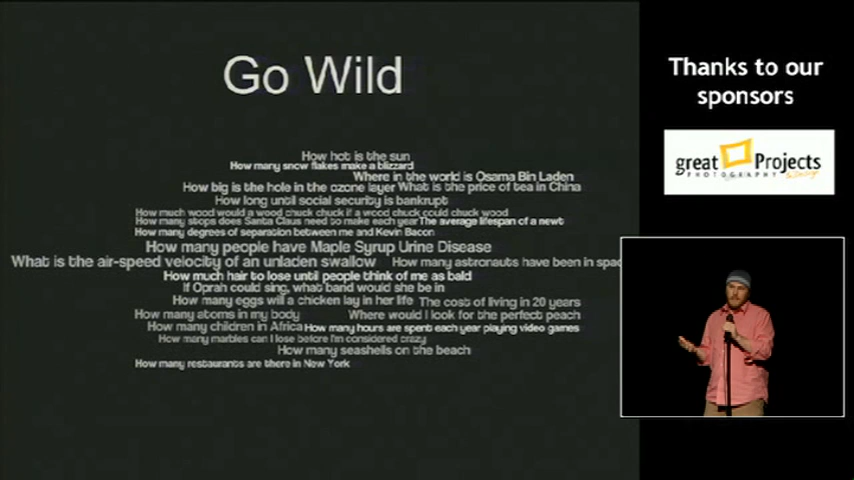 Go Wild
How hot is the sun
How many snow flakes make a blizzard
Where in the world is Osama Bin Laden
How big is the hole in the ozone layer What is the price of tea in China
How long until social security is bankrupt
How much wood would a wood chuck chuck if a wood chuck could chuck wood
How many stops does Santa Claus need to make each year The average lifespan of a newt
How many degrees of separation between me and Kevin Bacon
How many people have Maple Syrup Urine Disease
What is the air-speed velocity of an unladen swallow How many astronauts have been in spac
How much hair to lose until people think of me as bald
If Oprah could sing, what band would she be in
How many eggs will a chicken lay in her life The cost of living in 20 years
How many atoms in my body Where would I look for the perfect peach
How many children in Africa How many hours are spent each year playing video games
How many marbles can I lose before I'm considered crazy
How many seashells on the beach
How many restaurants are there in New York
Thanks to our
sponsors
great Projects
PHOTOGRAPHY